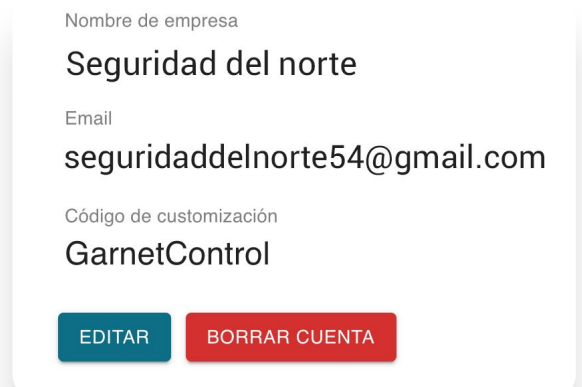 Nombre de empresa
Seguridad del norte
Email
seguridaddelnorte54@gmail.com
Código de customización
GarnetControl
EDITAR BORRAR CUENTA